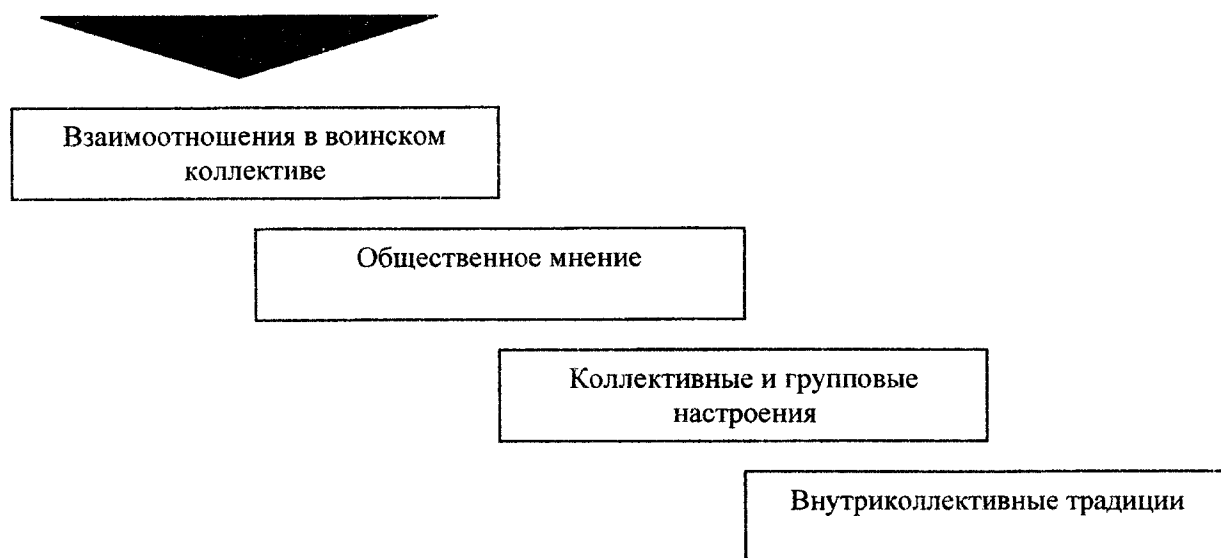 Взаимоотношения в воинском
коллективе
Общественное мнение
Коллективные и групповые
настроения
Внутриколлективные традиции